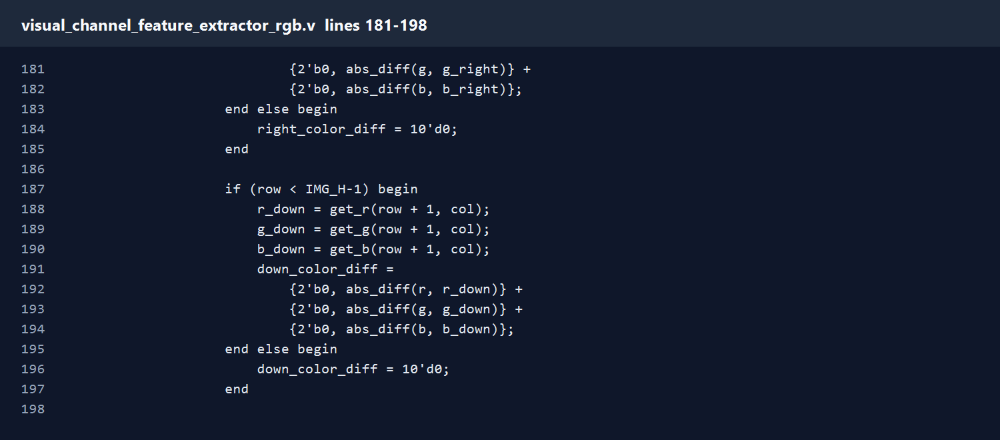 visual_channel_feature_extractor_rgb.v lines 181-198
181 {2'b0, abs_diff(g, g_right)} +
182 {2'b0, abs_diff(b, b_right)};
183 end else begin
184 right_color_diff = 10'd0;
185 end
186
187 if (row < IMG_H-1) begin
188 r_down = get_r(row + 1, col);
189 g_down = get_g(row + 1, col);
190 b_down = get_b(row + 1, col);
191 down_color_diff =
192 {2'b0, abs_diff(r, r_down)} +
193 {2'b0, abs_diff(g, g_down)} +
194 {2'b0, abs_diff(b, b_down)};
195 end else begin
196 down_color_diff = 10'd0;
197 end
198